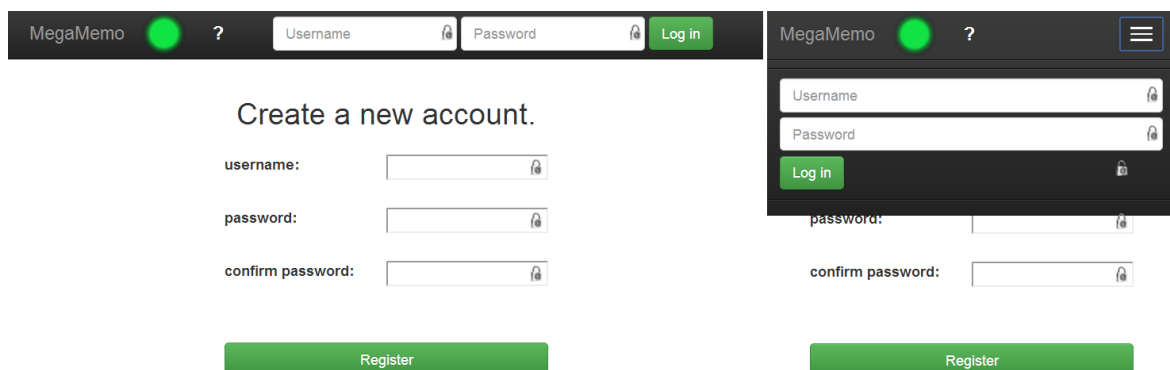 MegaMemo ? Username Password Log in
Create a new account.
username:
password:
confirm password:
Register
MegaMemo ?
Username
Password
Log in
password:
confirm password:
Register